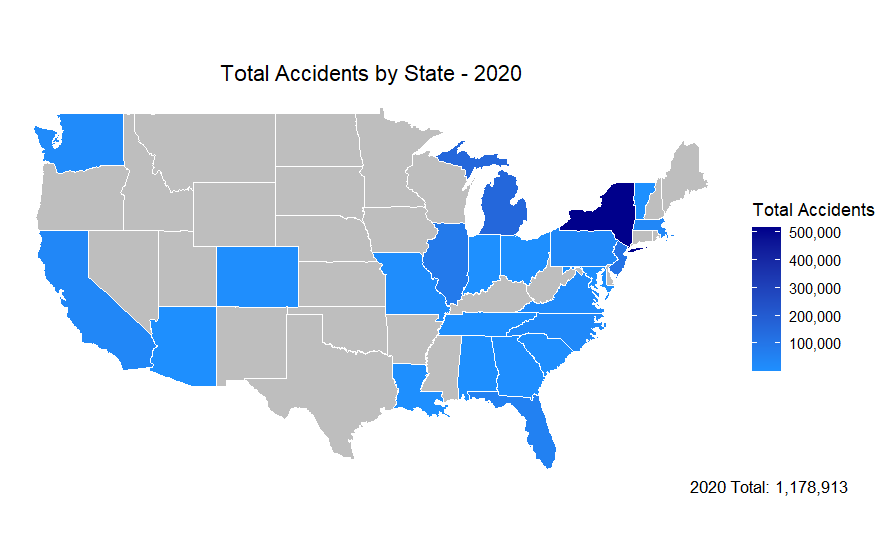 Total Accidents by State - 2020
Total Accidents
500,000
400,000
300,000
200,000
100,000
2020 Total: 1,178,913